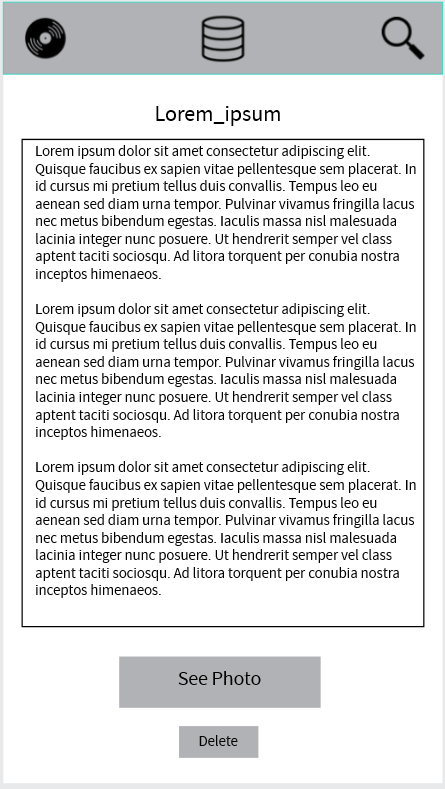 Lorem_ipsum
Lorem ipsum dolor sit amet consectetur adipiscing elit.
Quisque faucibus ex sapien vitae pellentesque sem placerat. In
id cursus mi pretium tellus duis convallis. Tempus leo eu
aenean sed diam urna tempor. Pulvinar vivamus fringilla lacus
nec metus bibendum egestas. Iaculis massa nisl malesuada
lacinia integer nunc posuere. Ut hendrerit semper vel class
aptent taciti sociosqu. Ad litora torquent per conubia nostra
inceptos himenaeos.
Lorem ipsum dolor sit amet consectetur adipiscing elit.
Quisque faucibus ex sapien vitae pellentesque sem placerat. In
id cursus mi pretium tellus duis convallis. Tempus leo eu
aenean sed diam urna tempor. Pulvinar vivamus fringilla lacus
nec metus bibendum egestas. Iaculis massa nisl malesuada
lacinia integer nunc posuere. Ut hendrerit semper vel class
aptent taciti sociosqu. Ad litora torquent per conubia nostra
inceptos himenaeos.
Lorem ipsum dolor sit amet consectetur adipiscing elit.
Quisque faucibus ex sapien vitae pellentesque sem placerat. In
id cursus mi pretium tellus duis convallis. Tempus leo eu
aenean sed diam urna tempor. Pulvinar vivamus fringilla lacus
nec metus bibendum egestas. Iaculis massa nisl malesuada
lacinia integer nunc posuere. Ut hendrerit semper vel class
aptent taciti sociosqu. Ad litora torquent per conubia nostra
inceptos himenaeos.
See Photo
Delete